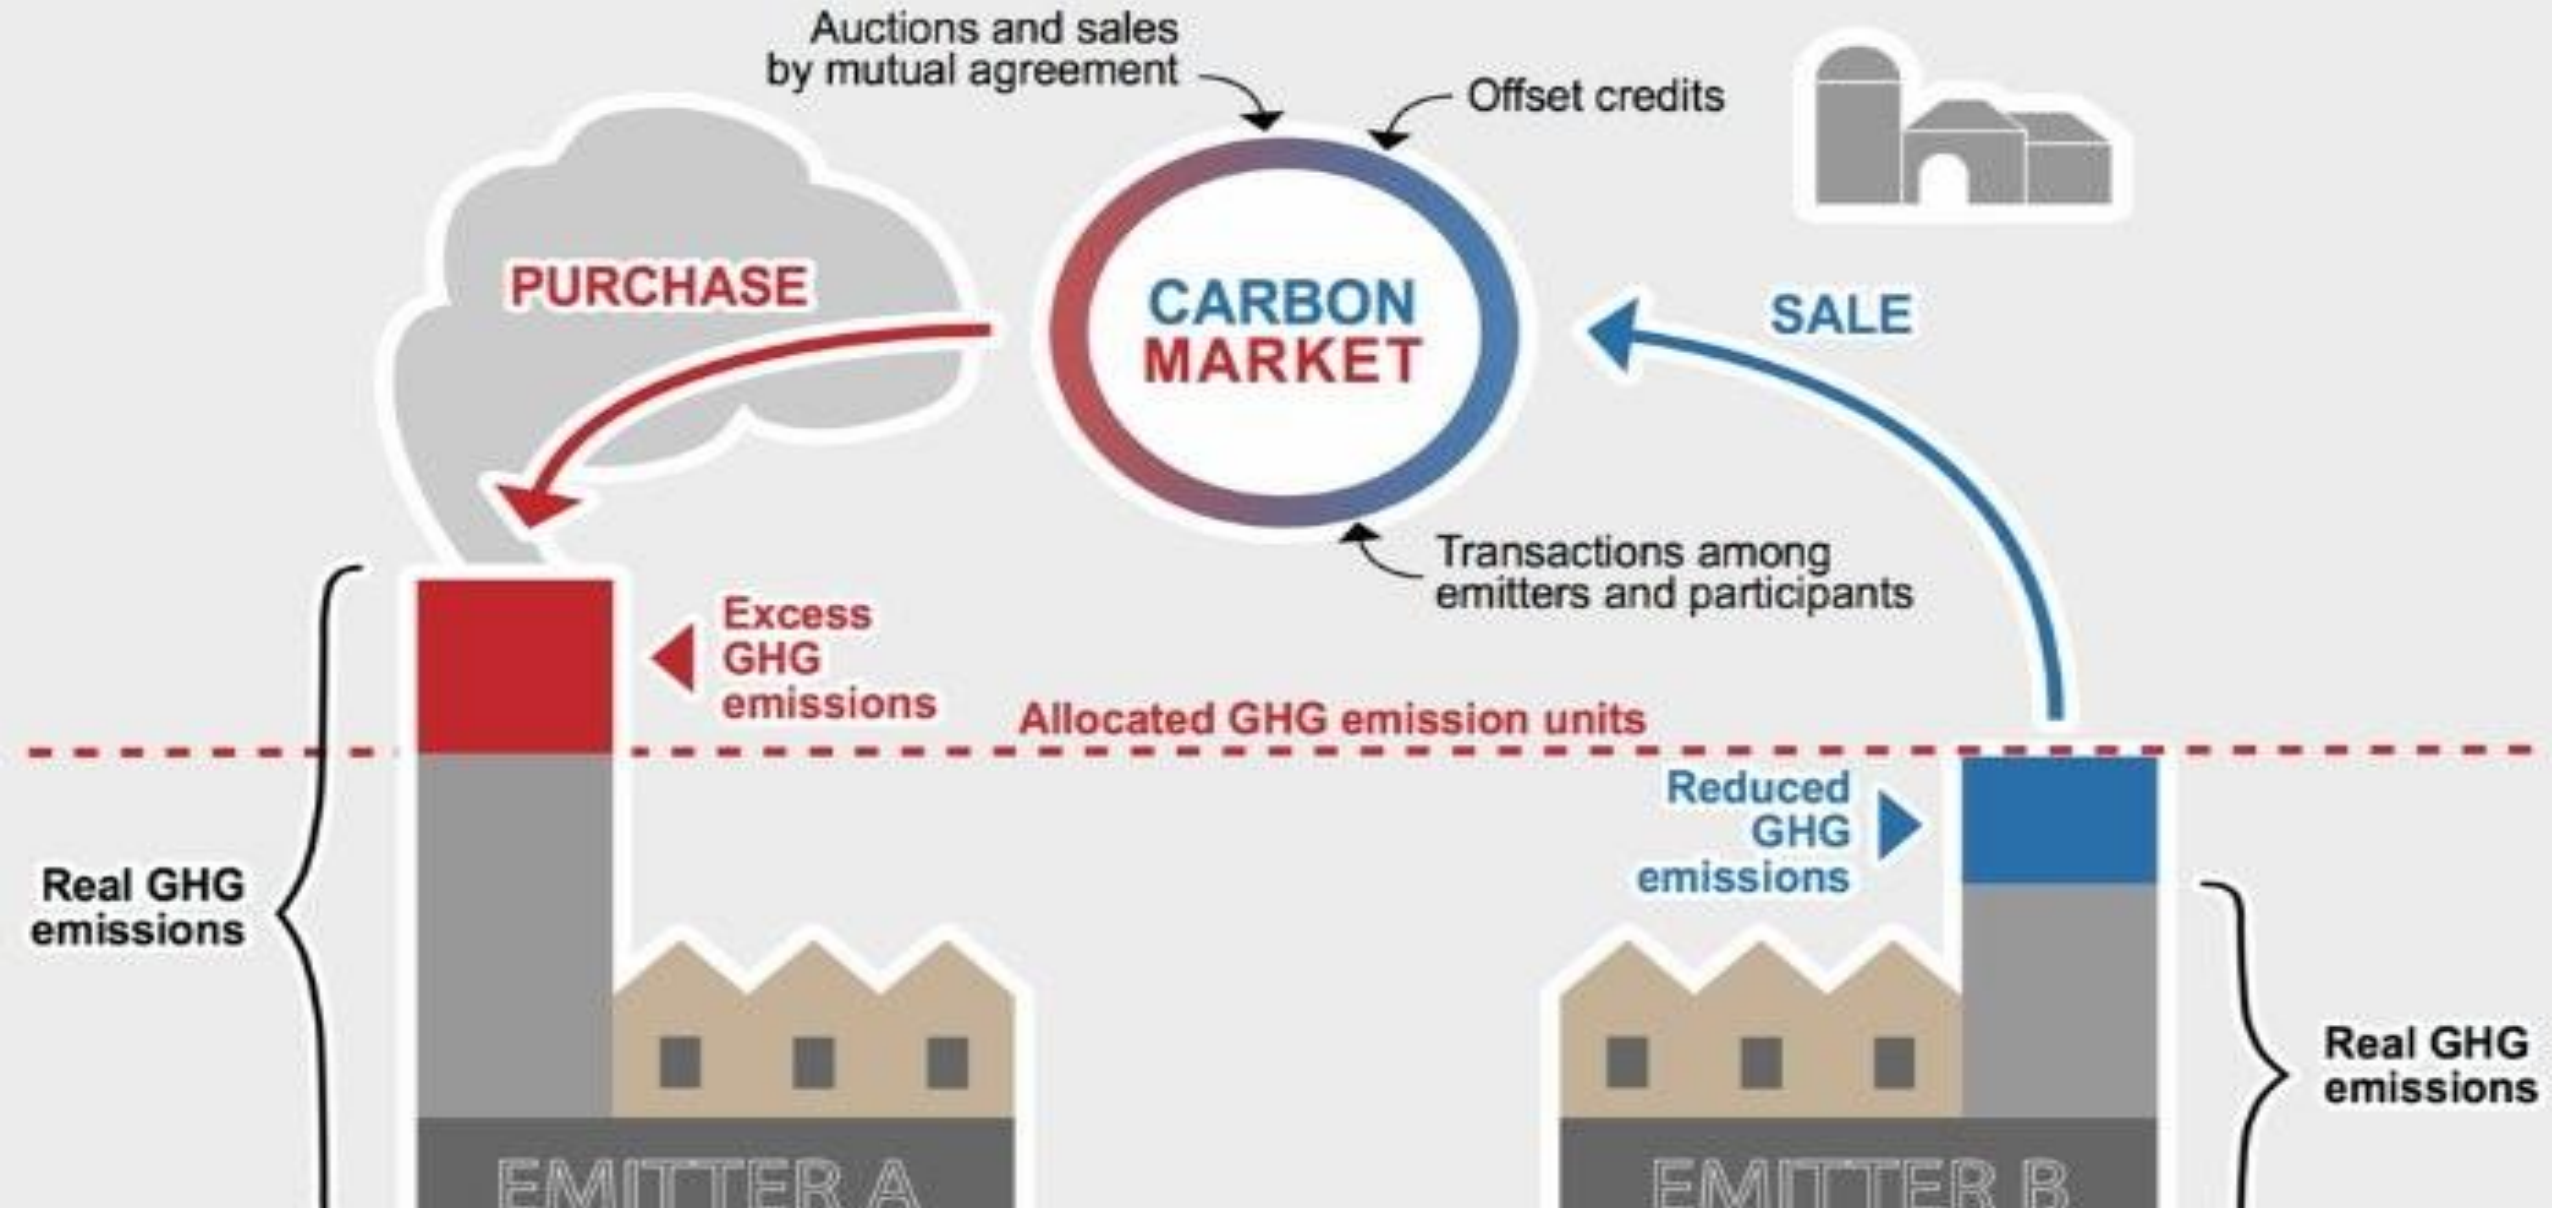 Auctions and sales
by mutual agreement
Offset credits
PURCHASE
CARBON
MARKET
SALE
Transactions among
emitters and participants
Excess
GHG
emissions
Allocated GHG emission units
Reduced
GHG
emissions
Real GHG
emissions
Real GHG
emissions
EMITTER A
EMITTER B